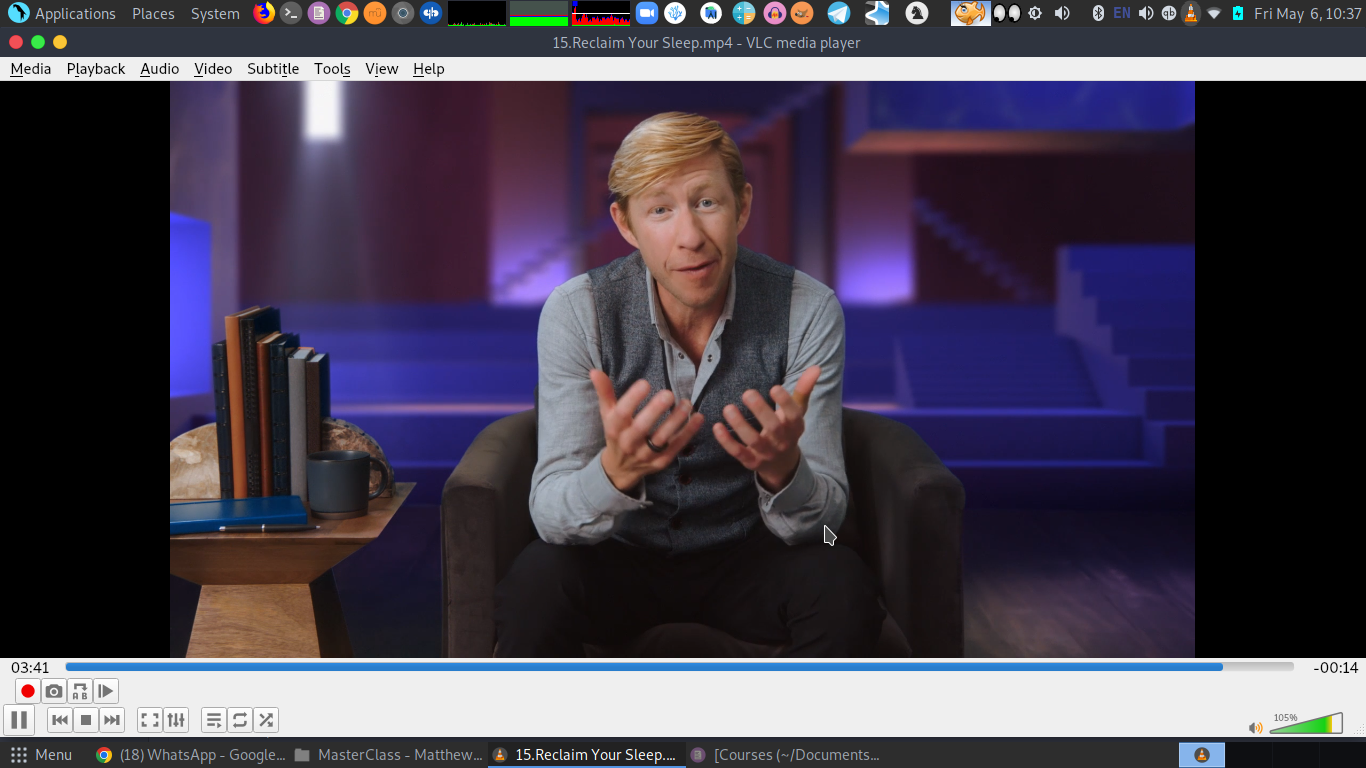 Applications Places System EN Fri May 6, 10:37
15.Reclaim Your Sleep.mp4 - VLC media player
Media Playback Audio Video Subtitle Tools View Help
03:41 -00:14
A B
105%
Menu (18) WhatsApp - Google... MasterClass - Matthew... 15.Reclaim Your Sleep.... [Courses (~/Documents...